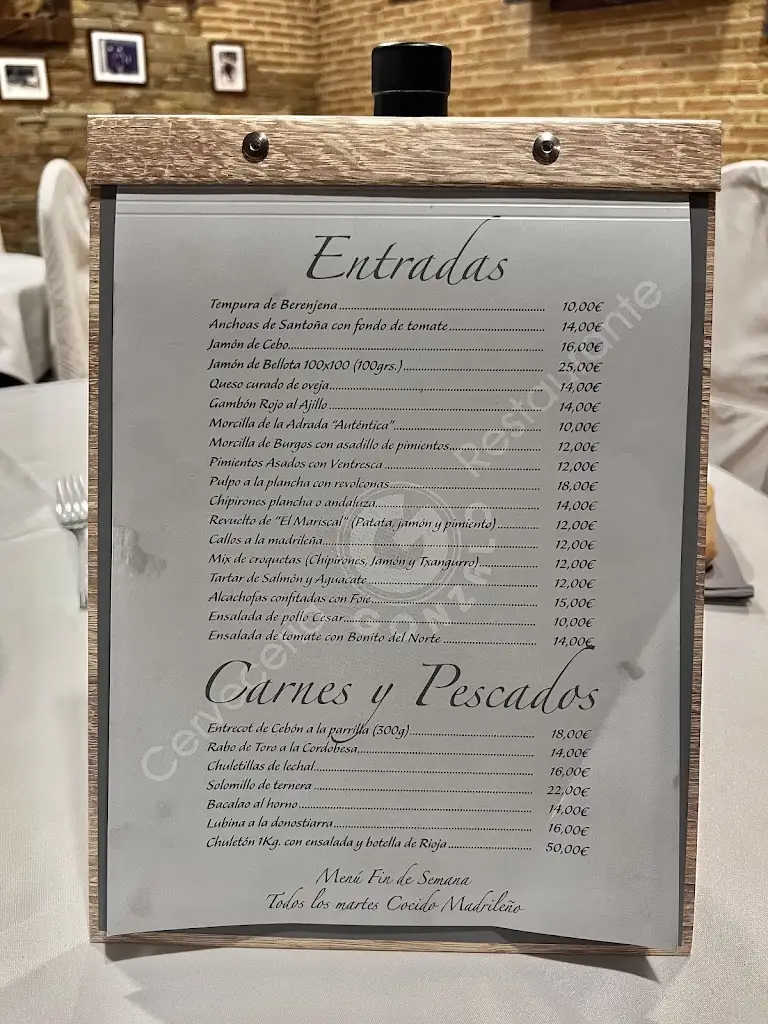 Entradas
Tempura de Berenjena 10,00€
Anchoas de Santoña con fondo de tomate 14,00€
Jamón de Cebo 16,00€
Jamón de Bellota 100x100 (100grs.) 25,00€
Queso curado de oveja 14,00€
Gambón Rojo al Ajillo 14,00€
Morcilla de la Adrada "Auténtica" 10,00€
Morcilla de Burgos con asadillo de pimientos 12,00€
Pimientos Asados con Ventresca 12,00€
Pulpo a la plancha con revolconas 18,00€
Chipirones plancha o andaluza 14,00€
Revuelto de "El Mariscal" (Patata, jamón y pimiento) 12,00€
Callos a la madrileña 12,00€
Mix de croquetas (Chipirones, Jamón y Txangurro) 12,00€
Tartar de Salmón y Aguacate 12,00€
Alcachofas confitadas con Foie 15,00€
Ensalada de pollo Cesar 10,00€
Ensalada de tomate con Bonito del Norte 14,00€
Carnes y Pescados
Entrecot de Cebón a la parrilla (300g) 18,00€
Rabo de Toro a la Cordobesa 14,00€
Chuletillas de lechal 16,00€
Solomillo de ternera 22,00€
Bacalao al horno 14,00€
Lubina a la donostiarra 16,00€
Chuletón 1Kg. con ensalada y botella de Rioja 50,00€
Menú Fin de Semana
Todos los martes Cocido Madrileño
Cervecería Restaurante